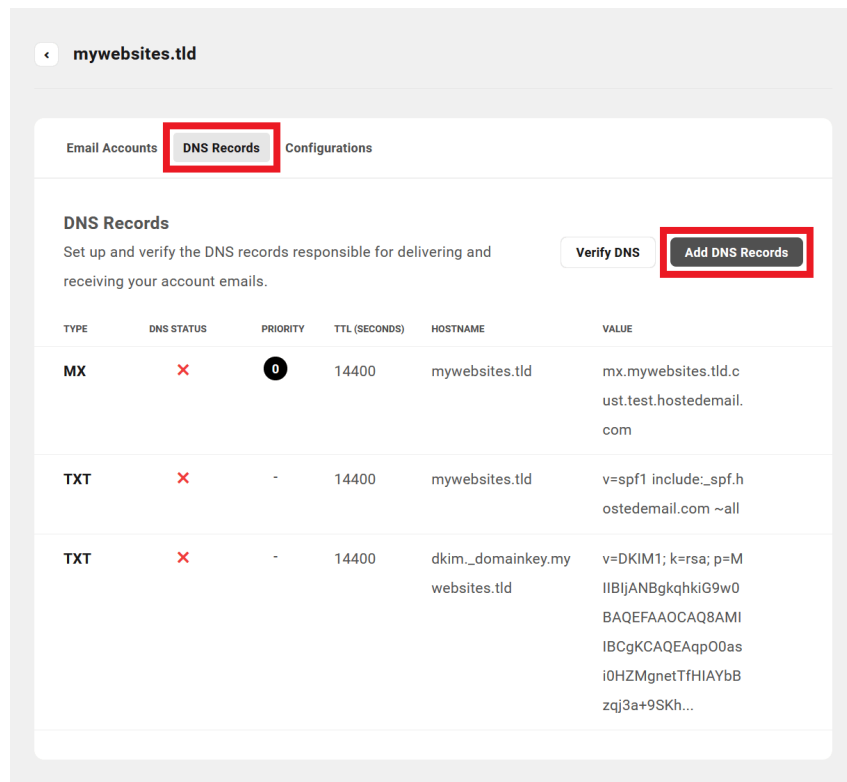 mywebsites.tld
Email Accounts DNS Records Configurations
DNS Records
Set up and verify the DNS records responsible for delivering and
receiving your account emails.
Verify DNS Add DNS Records
TYPE DNS STATUS PRIORITY TTL (SECONDS) HOSTNAME VALUE
MX 0 14400 mywebsites.tld mx.mywebsites.tld.c
ust.test.hostedemail.
com
TXT - 14400 mywebsites.tld v=spf1 include:_spf.h
ostedemail.com ~all
TXT - 14400 dkim._domainkey.my v=DKIM1; k=rsa; p=M
websites.tld IIBIjANBgkqhkiG9w0
BAQEFAAOCAQ8AMI
IBCgKCAQEAqpO0as
i0HZMgnetTfHIAYbB
zqj3a+9SKh...